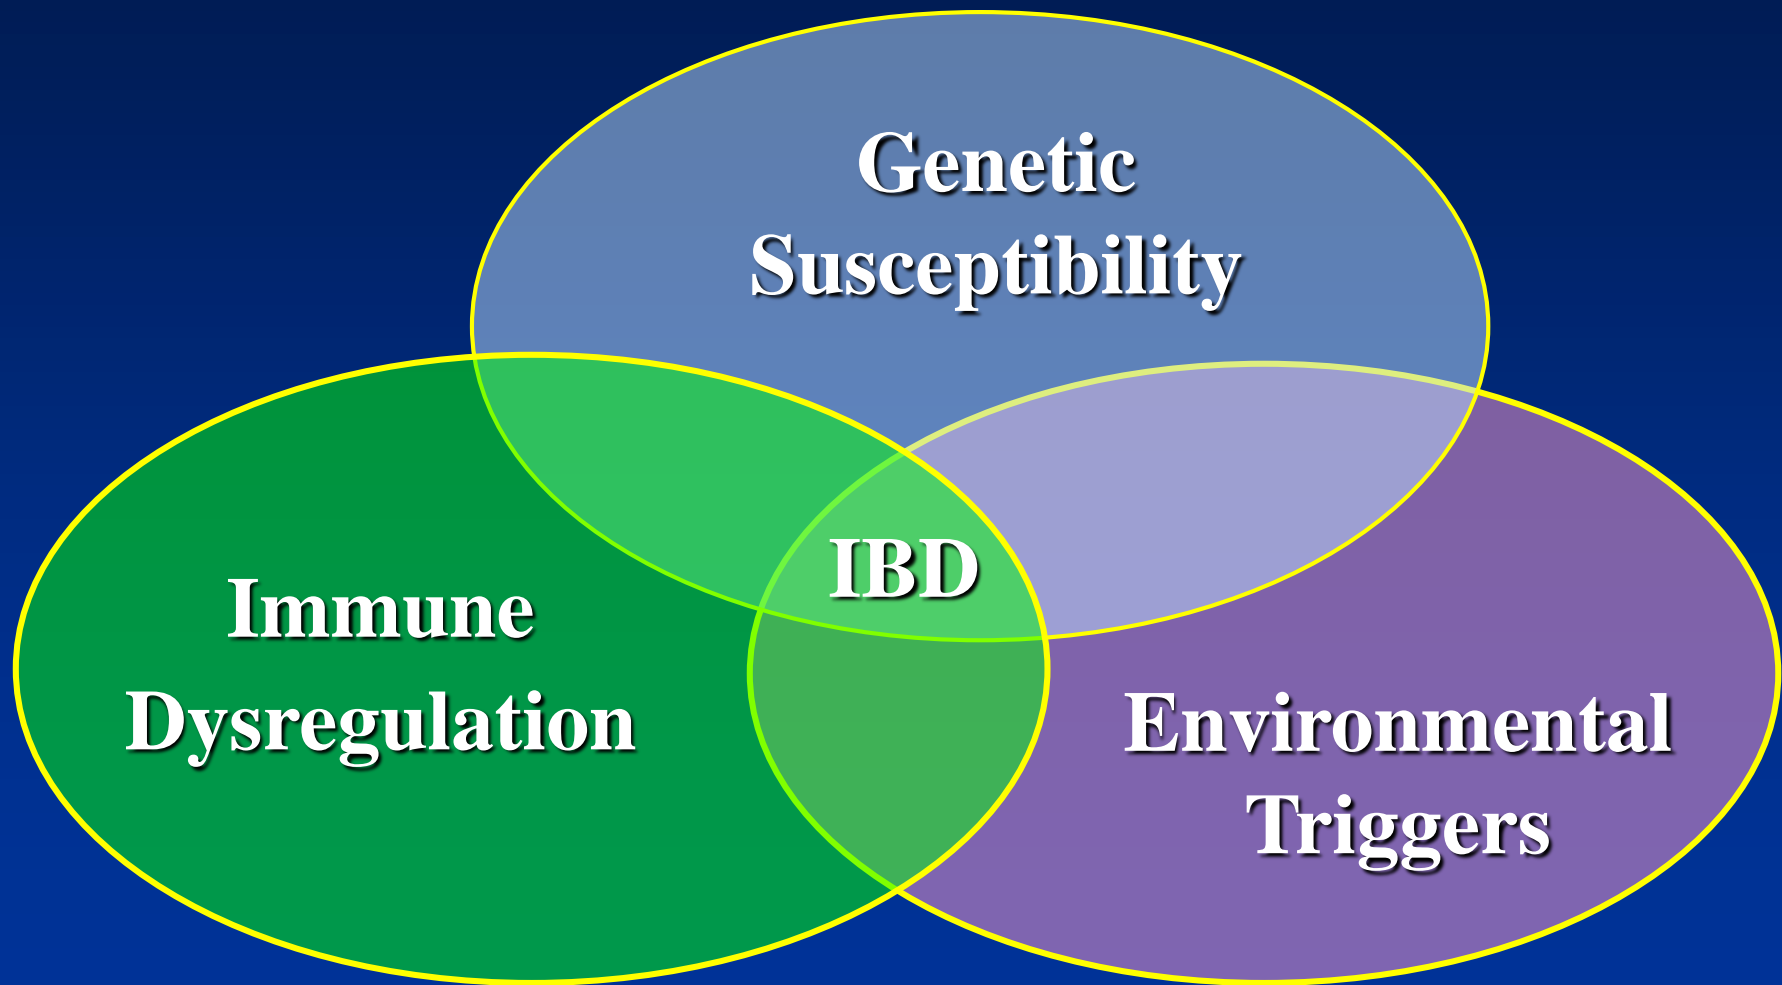 Genetic
Susceptibility
IBD
Immune
Dysregulation
Environmental
Triggers